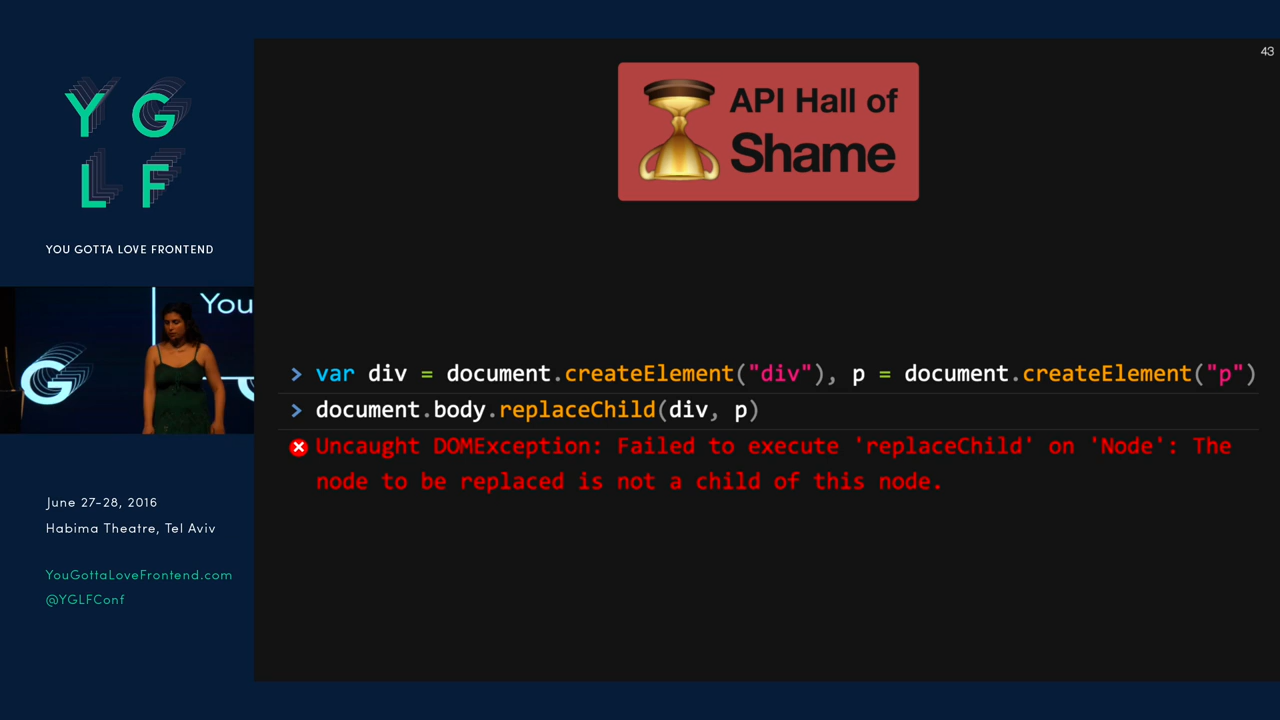 Y G
L F
YOU GOTTA LOVE FRONTEND
You
G
June 27-28, 2016
Habima Theatre, Tel Aviv
YouGottaLoveFrontend.com
@YGLFConf
43
API Hall of
Shame
> var div = document.createElement("div"), p = document.createElement("p")
> document.body.replaceChild(div, p)
Uncaught DOMException: Failed to execute 'replaceChild' on 'Node': The
node to be replaced is not a child of this node.